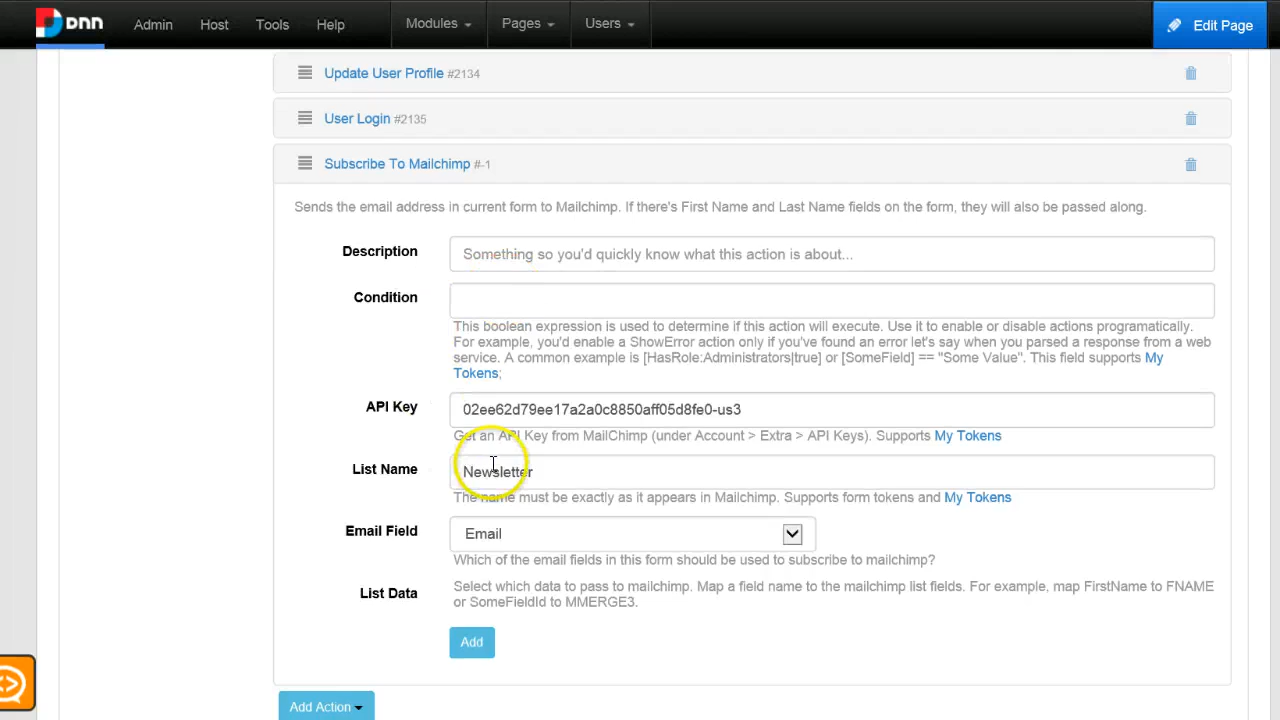 DNN Admin Host Tools Help Modules Pages Users Edit Page
Update User Profile #2134
User Login #2135
Subscribe To Mailchimp #-1
Sends the email address in current form to Mailchimp. If there's First Name and Last Name fields on the form, they will also be passed along.
Description Something so you'd quickly know what this action is about...
Condition
This boolean expression is used to determine if this action will execute. Use it to enable or disable actions programatically.
For example, you'd enable a ShowError action only if you've found an error let's say when you parsed a response from a web
service. A common example is [HasRole:Administrators|true] or [SomeField] == "Some Value". This field supports My
Tokens;
API Key 02ee62d79ee17a2a0c8850aff05d8fe0-us3
Get an API Key from MailChimp (under Account > Extra > API Keys). Supports My Tokens
List Name Newsletter
The name must be exactly as it appears in Mailchimp. Supports form tokens and My Tokens
Email Field Email
Which of the email fields in this form should be used to subscribe to mailchimp?
List Data Select which data to pass to mailchimp. Map a field name to the mailchimp list fields. For example, map FirstName to FNAME
or SomeFieldId to MMERGE3.
Add
Add Action